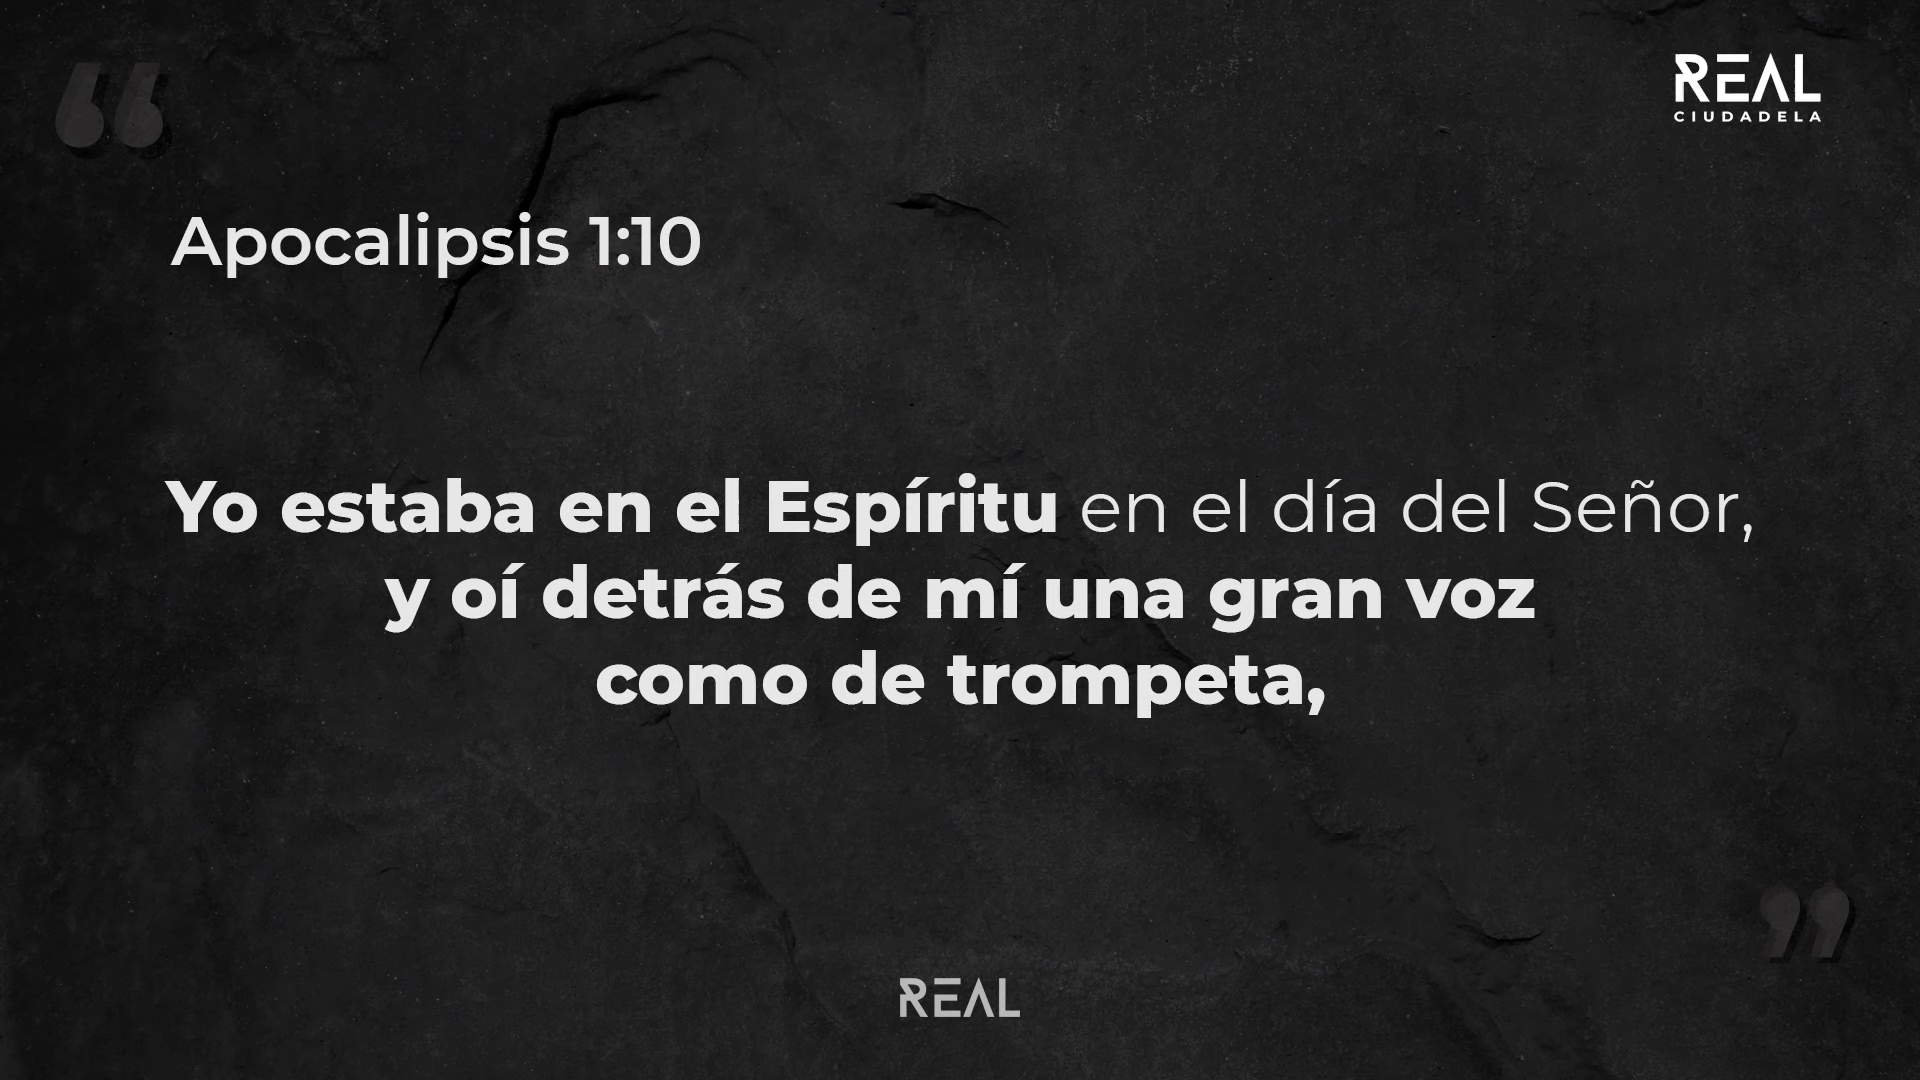 REAL
CIUDADELA
Apocalipsis 1:10
Yo estaba en el Espíritu en el día del Señor,
y oí detrás de mí una gran voz
como de trompeta,
REAL